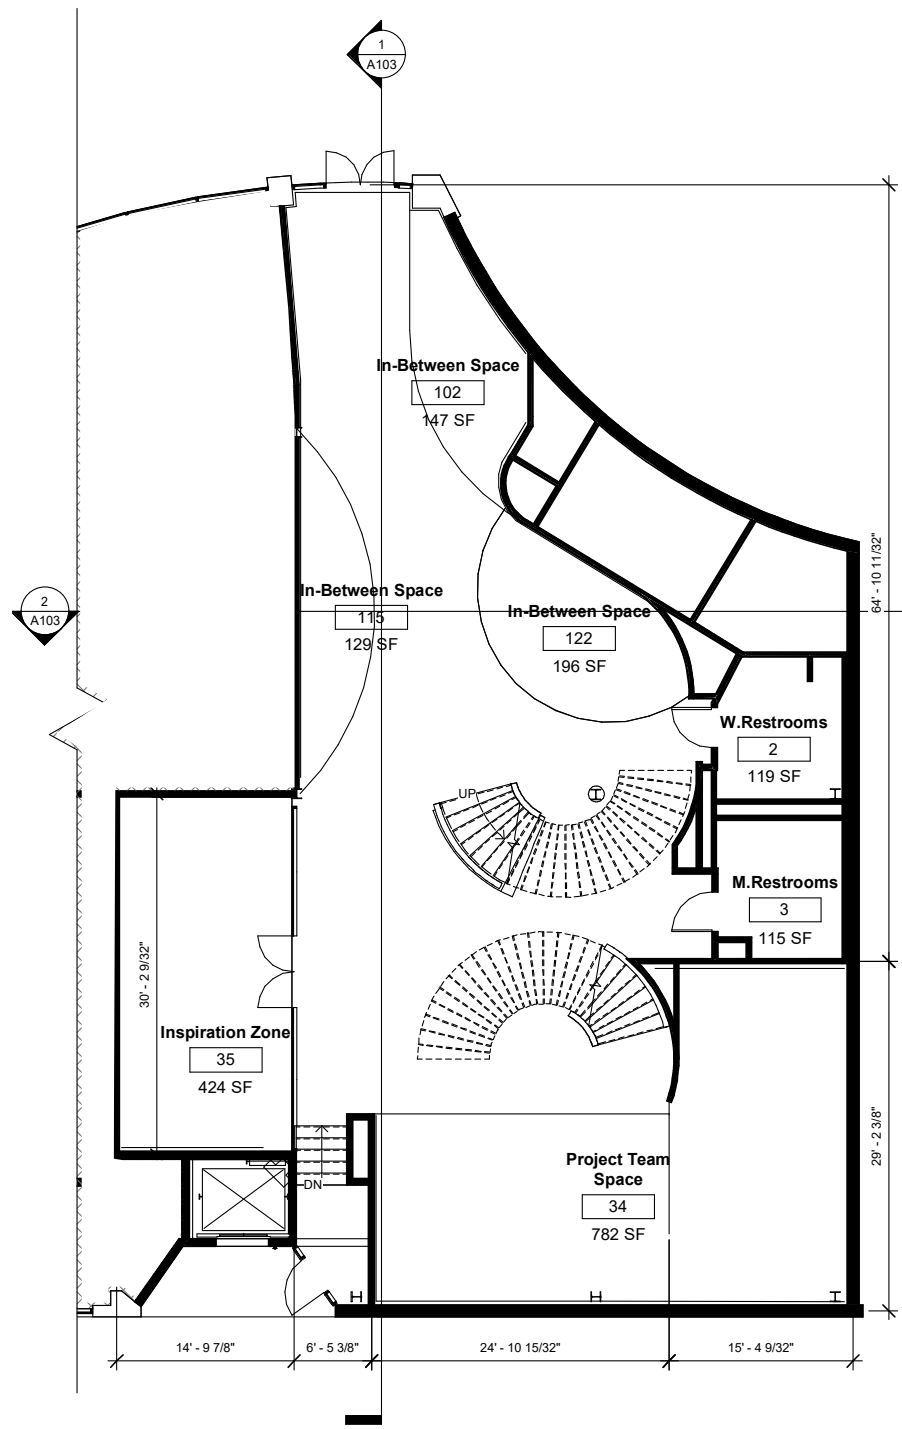 1
A103
In-Between Space
102
147 SF
64' - 10 11/32"
2
A103
In-Between Space
115
129 SF
In-Between Space
122
196 SF
W.Restrooms
2
119 SF
UP
M.Restrooms
3
115 SF
30' - 2 9/32"
Inspiration Zone
35
424 SF
29' - 2 3/8"
Project Team
Space
34
782 SF
DN
14' - 9 7/8"
6' - 5 3/8"
24' - 10 15/32"
15' - 4 9/32"